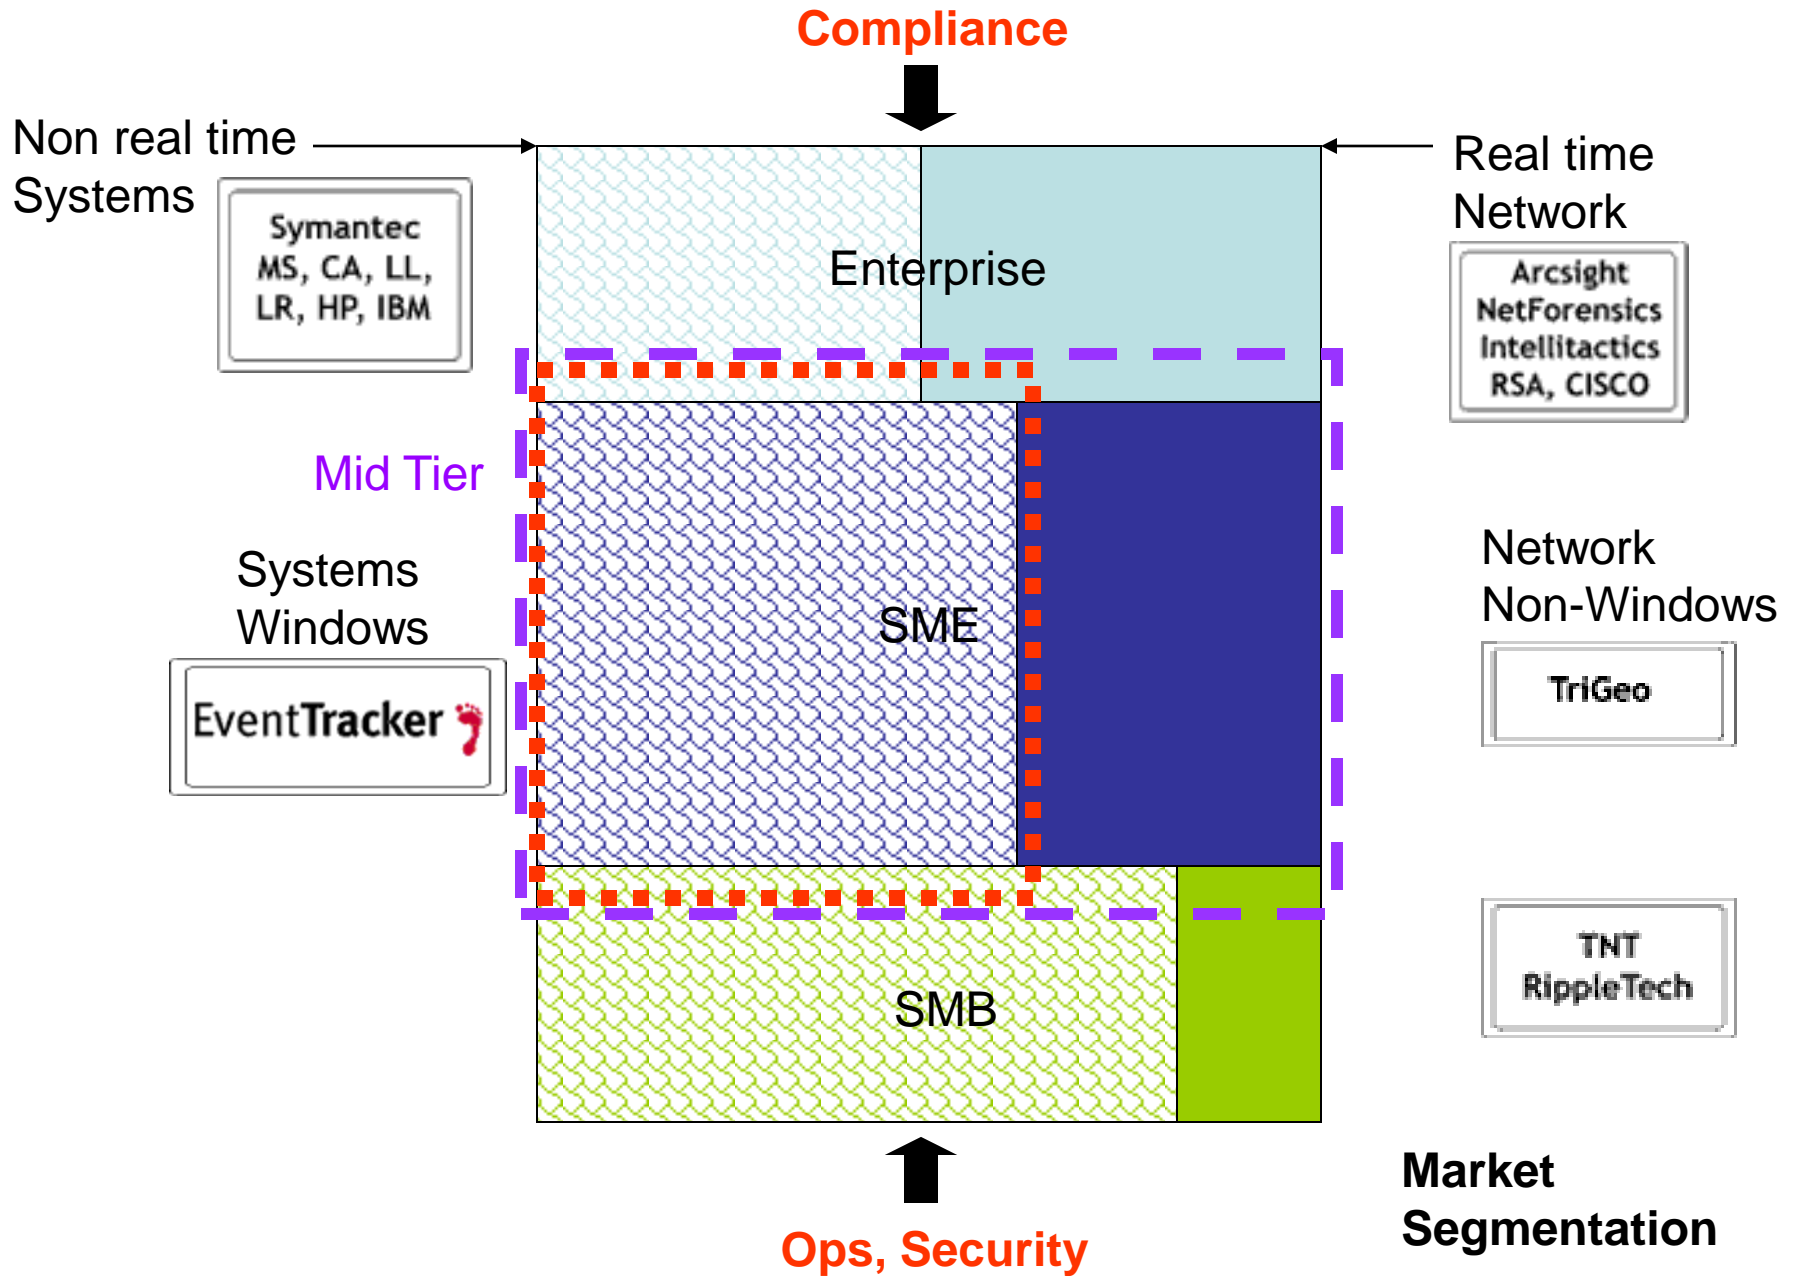 Compliance
Non real time
Systems
Symantec
MS, CA, LL,
LR, HP, IBM
Real time
Network
Arcsight
NetForensics
Intellitactics
RSA, CISCO
Enterprise
Mid Tier
Systems
Windows
EventTracker
SME
Network
Non-Windows
TriGeo
TNT
RippleTech
SMB
Ops, Security
Market
Segmentation